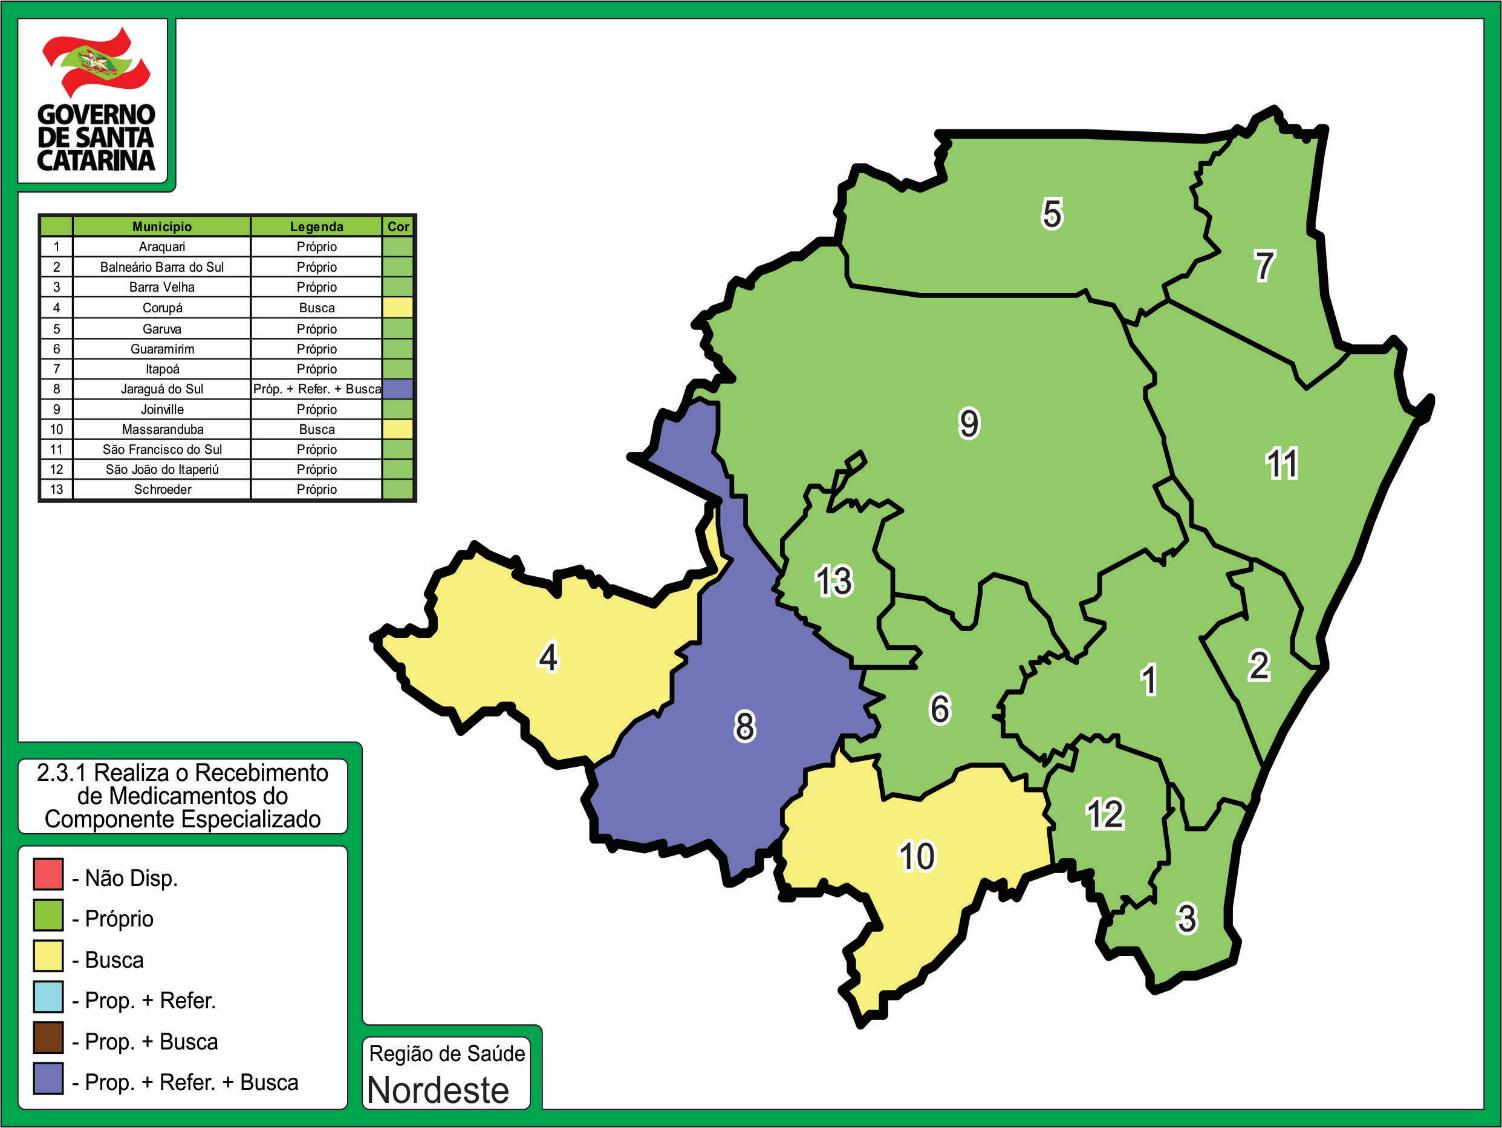 GOVERNO
DE SANTA
CATARINA
Município Legenda Cor
1 Araquari Próprio
2 Balneário Barra do Sul Próprio
3 Barra Velha Próprio
4 Corupá Busca
5 Garuva Próprio
6 Guaramirim Próprio
7 Itapoá Próprio
8 Jaraguá do Sul Próp. + Refer. + Busca
9 Joinville Próprio
10 Massaranduba Busca
11 São Francisco do Sul Próprio
12 São João do Itaperiú Próprio
13 Schroeder Próprio
5
7
9
11
13
4
2
1
6
8
12
10
3
2.3.1 Realiza o Recebimento
de Medicamentos do
Componente Especializado
- Não Disp.
- Próprio
- Busca
- Prop. + Refer.
- Prop. + Busca
- Prop. + Refer. + Busca
Região de Saúde
Nordeste